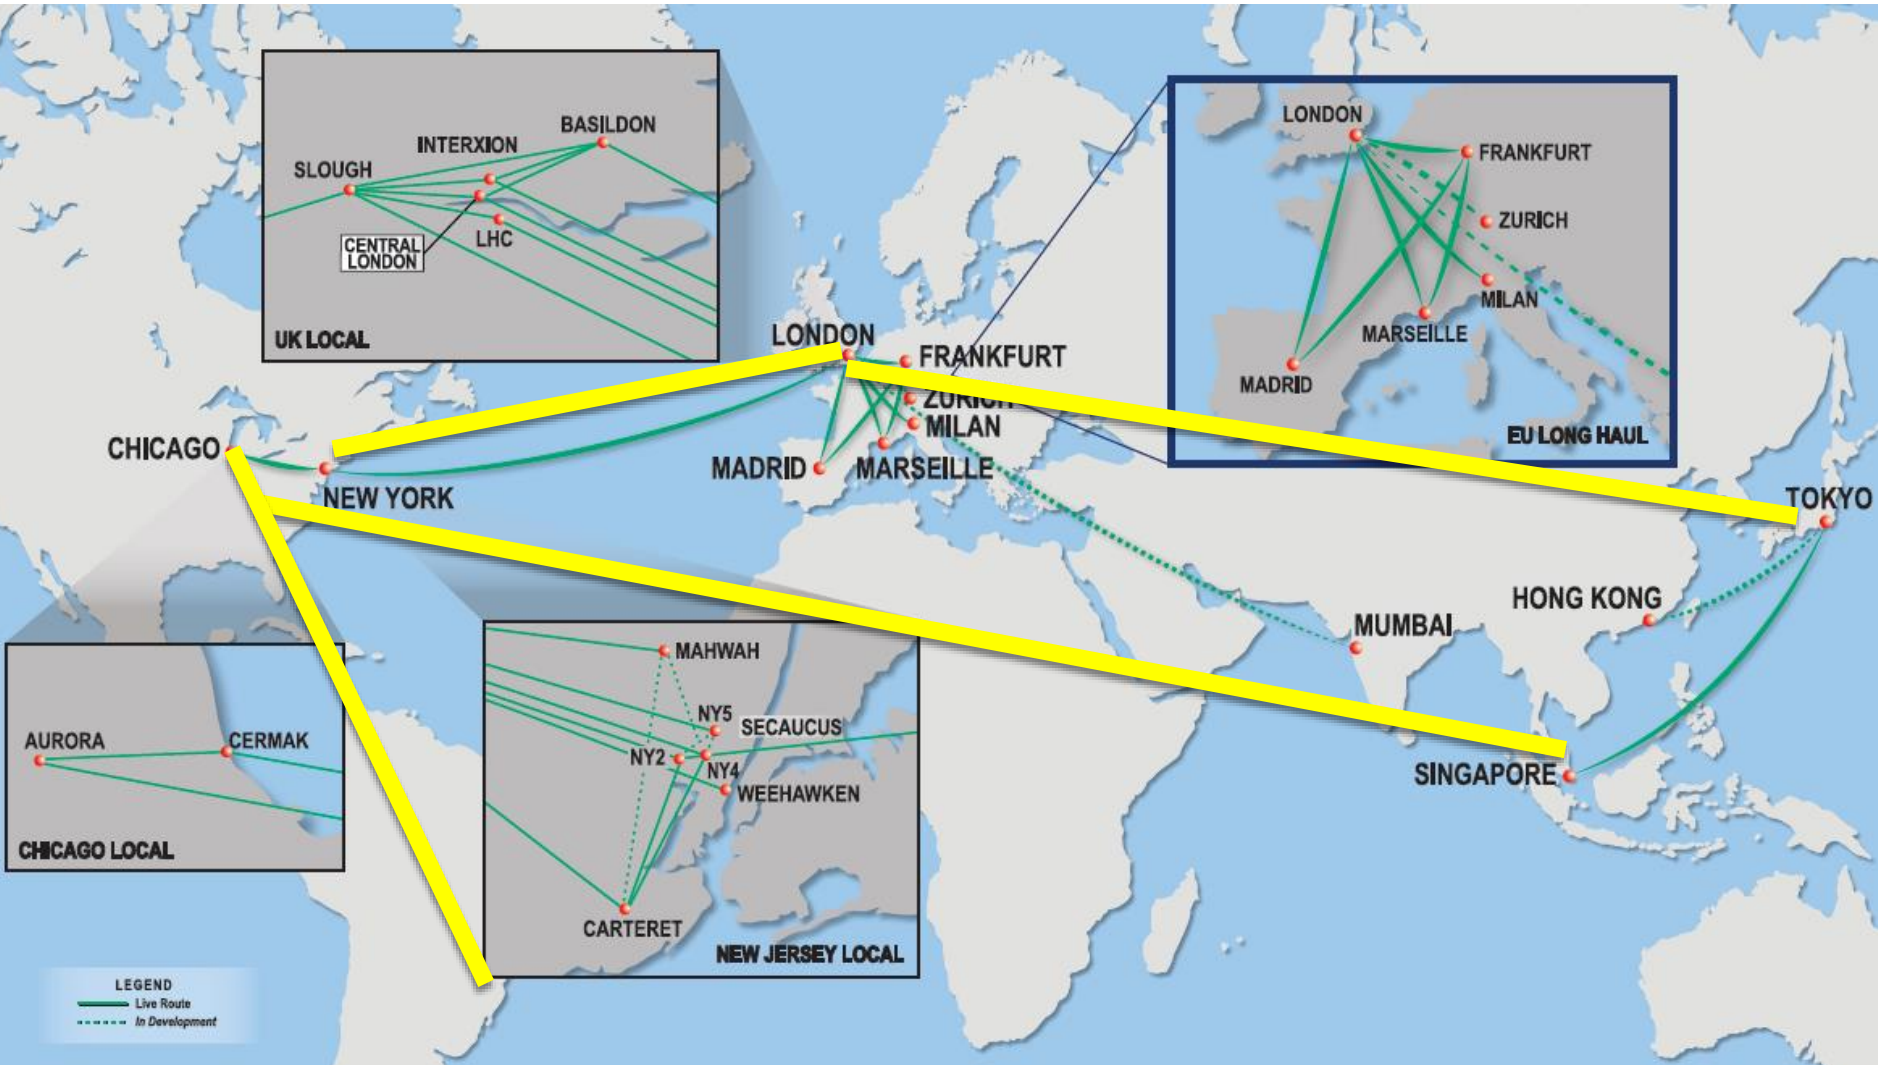 BASILDON
INTERXION
SLOUGH
CENTRAL
LONDON
LHC
UK LOCAL
LONDON
FRANKFURT
ZURICH
MILAN
MARSEILLE
MADRID
EU LONG HAUL
LONDON
FRANKFURT
ZURICH
MILAN
MADRID
MARSEILLE
CHICAGO
NEW YORK
TOKYO
HONG KONG
MUMBAI
SINGAPORE
AURORA
CERMAK
CHICAGO LOCAL
MAHWAH
NY5
SECAUCUS
NY2
NY4
WEEHAWKEN
CARTERET
NEW JERSEY LOCAL
LEGEND
Live Route
In Development